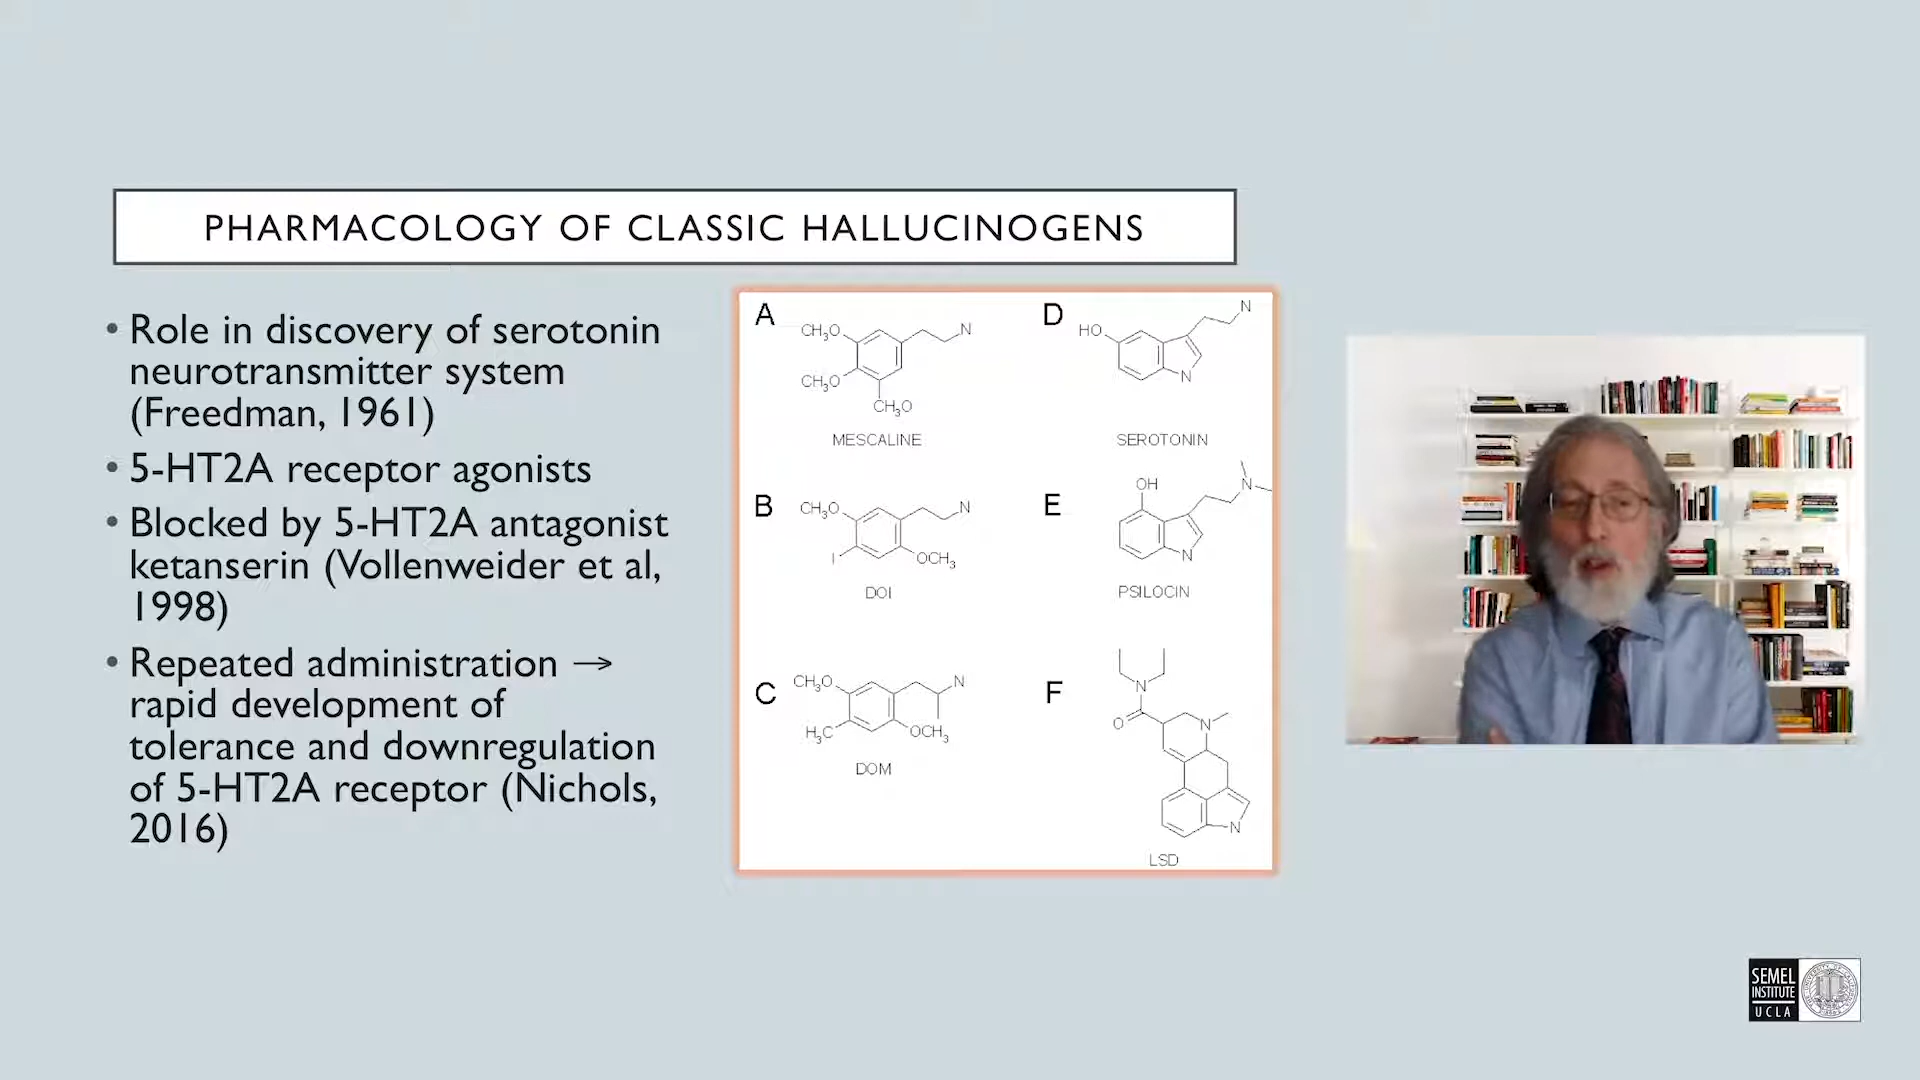 PHARMACOLOGY OF CLASSIC HALLUCINOGENS
• Role in discovery of serotonin
neurotransmitter system
(Freedman, 1961)
• 5-HT2A receptor agonists
• Blocked by 5-HT2A antagonist
ketanserin (Vollenweider et al,
1998)
• Repeated administration →
rapid development of
tolerance and downregulation
of 5-HT2A receptor (Nichols,
2016)
A
CH₃O
N
CH₃O
CH₃O
MESCALINE
B
CH₃O
N
I
OCH₃
DOI
C
CH₃O
N
H₃C
OCH₃
DOM
D
HO
N
N
SEROTONIN
E
OH
N
N
PSILOCIN
F
N
O
N
N
LSD
SEMEL
INSTITUTE
UCLA